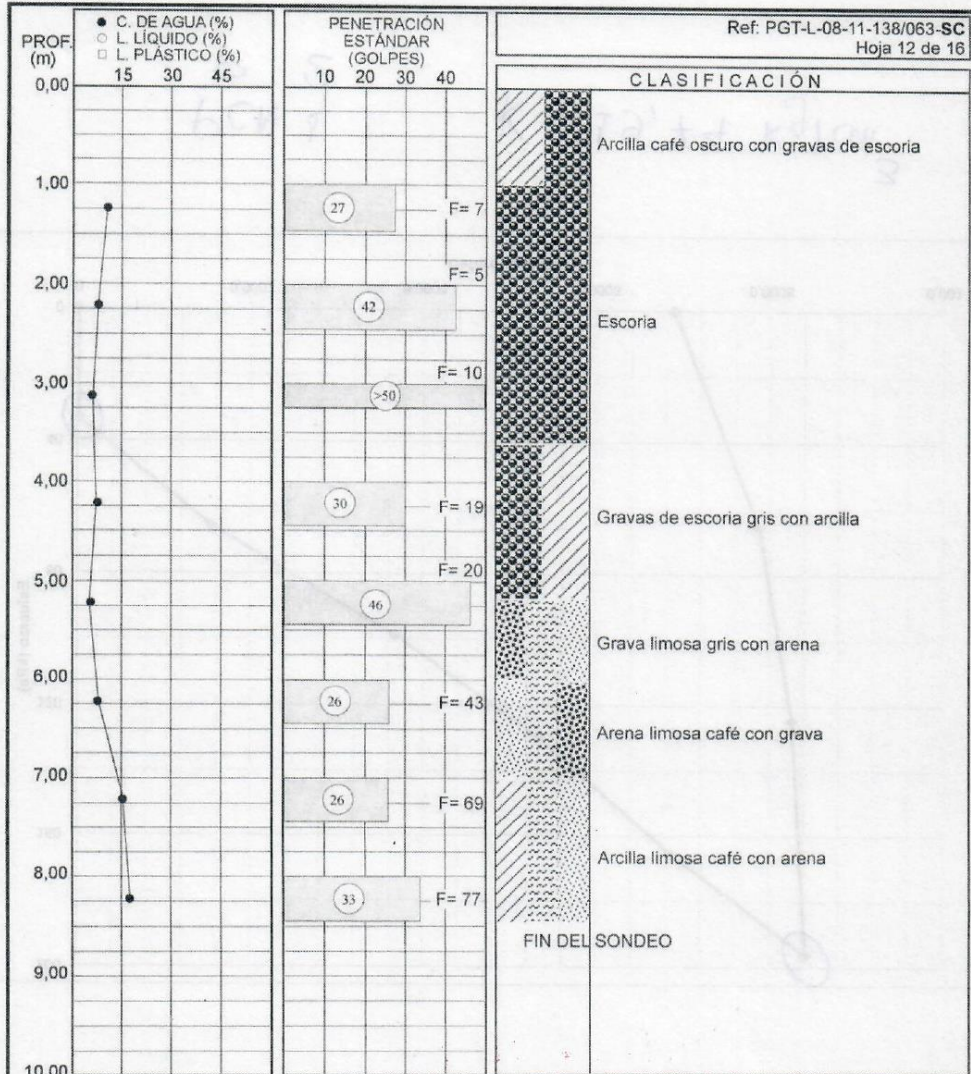 Ref: PGT-L-08-11-138/063-SC
Hoja 12 de 16
PROF.
(m)
● C. DE AGUA (%)
○ L. LÍQUIDO (%)
□ L. PLÁSTICO (%)
15 30 45
PENETRACIÓN
ESTÁNDAR
(GOLPES)
10 20 30 40
CLASIFICACIÓN
0,00
Arcilla café oscuro con gravas de escoria
1,00
27 F= 7
F= 5
2,00
42
Escoria
F= 10
3,00
>50
4,00
30 F= 19
Gravas de escoria gris con arcilla
F= 20
5,00
46
Grava limosa gris con arena
6,00
26 F= 43
Arena limosa café con grava
7,00
26 F= 69
Arcilla limosa café con arena
8,00
33 F= 77
FIN DEL SONDEO
9,00
10,00